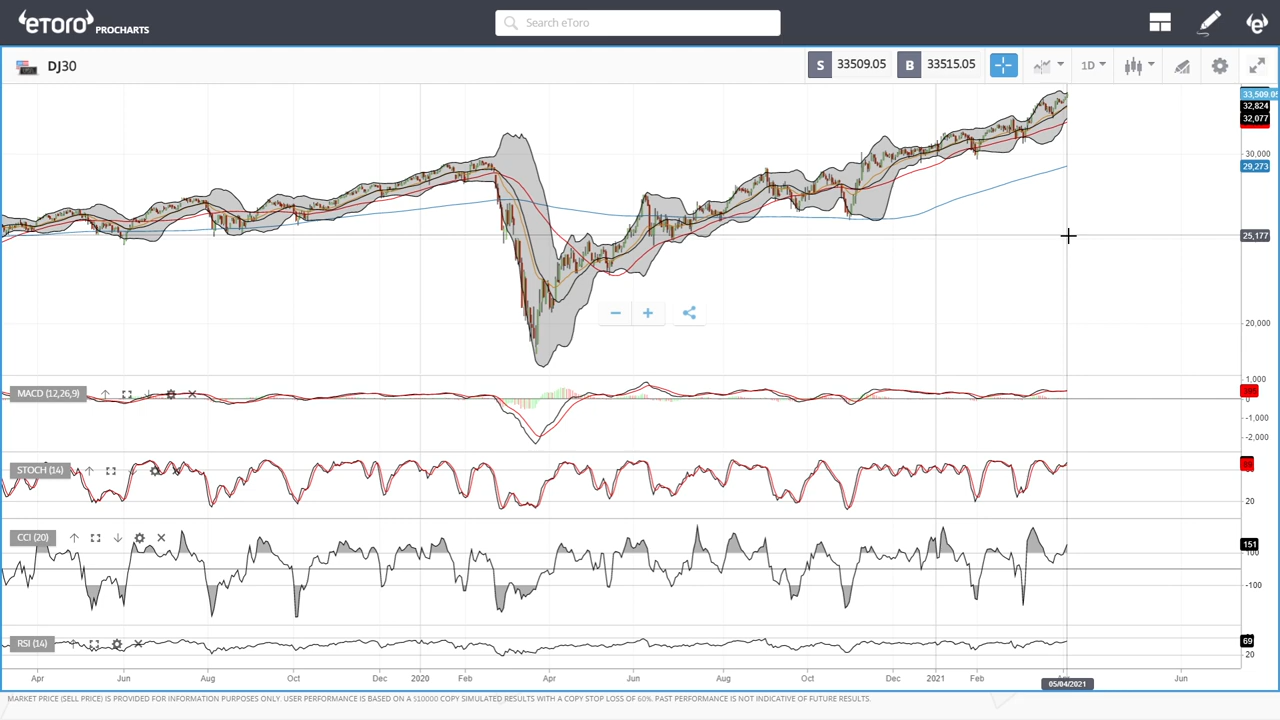 eToro PROCHARTS
Search eToro
DJ30
S 33509.05 B 33515.05 1D
33,509.05
32,824
32,077
30,000
29,273
25,177
20,000
MACD (12,26,9)
1,000
0
-1,000
-2,000
STOCH (14)
20
CCI (20)
151
100
-100
RSI (14)
69
20
Apr Jun Aug Oct Dec 2020 Feb Apr Jun Aug Oct Dec 2021 Feb Jun
05/04/2021
MARKET PRICE (SELL PRICE) IS PROVIDED FOR INFORMATION PURPOSES ONLY. USER PERFORMANCE IS BASED ON A $10000 COPY SIMULATED RESULTS WITH A COPY STOP LOSS OF 60%. PAST PERFORMANCE IS NOT INDICATIVE OF FUTURE RESULTS.